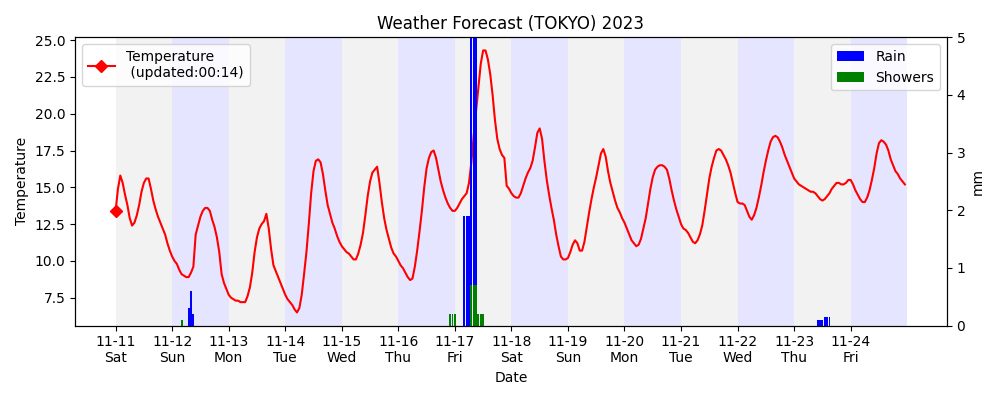 Weather Forecast (TOKYO) 2023
Temperature
(updated:00:14)
Rain
Showers
Temperature
25.0
22.5
20.0
17.5
15.0
12.5
10.0
7.5
5
4
3
2
1
0
mm
11-11 11-12 11-13 11-14 11-15 11-16 11-17 11-18 11-19 11-20 11-21 11-22 11-23 11-24
Sat Sun Mon Tue Wed Thu Fri Sat Sun Mon Tue Wed Thu Fri
Date